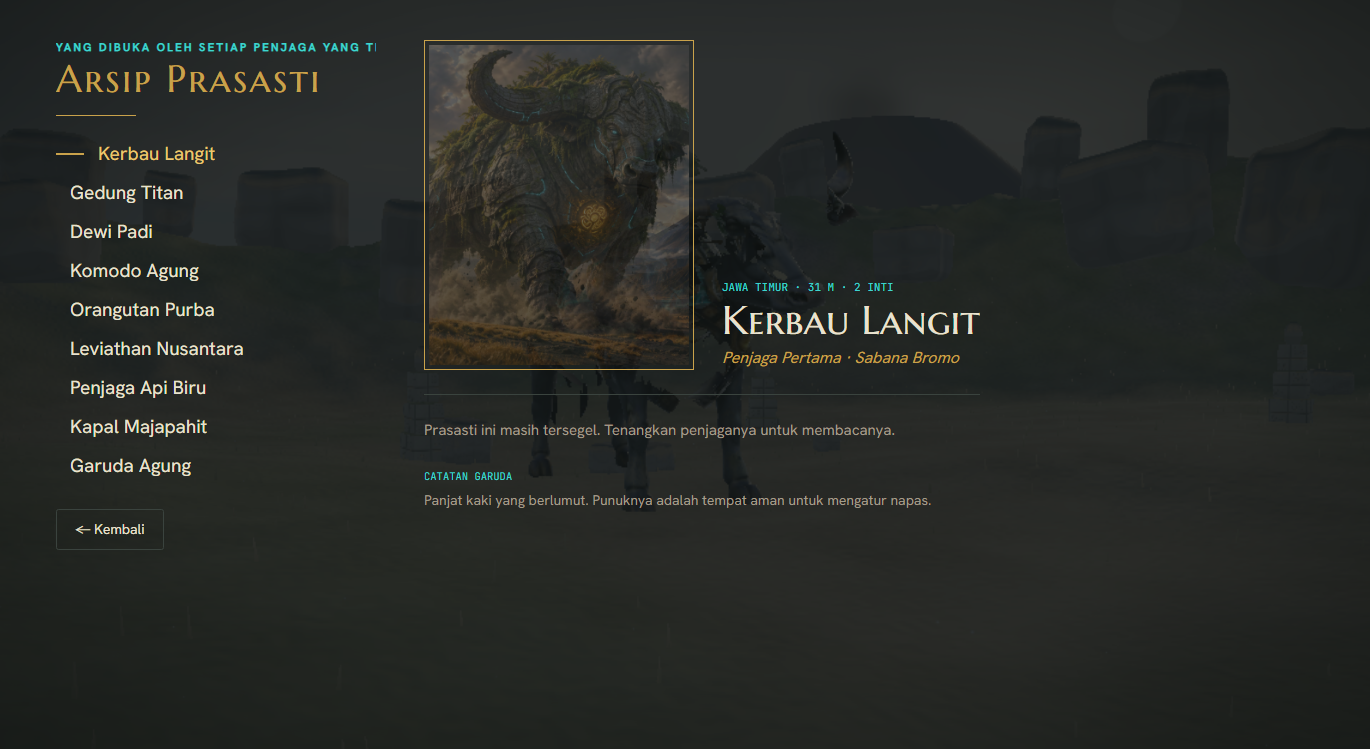 YANG DIBUKA OLEH SETIAP PENJAGA YANG
ARSIP PRASASTI
Kerbau Langit
Gedung Titan
Dewi Padi
Komodo Agung
Orangutan Purba
Leviathan Nusantara
Penjaga Api Biru
Kapal Majapahit
Garuda Agung
← Kembali
JAWA TIMUR · 31 M · 2 INTI
KERBAU LANGIT
Penjaga Pertama · Sabana Bromo
Prasasti ini masih tersegel. Tenangkan penjaganya untuk membacanya.
CATATAN GARUDA
Panjat kaki yang berlumut. Punuknya adalah tempat aman untuk mengatur napas.